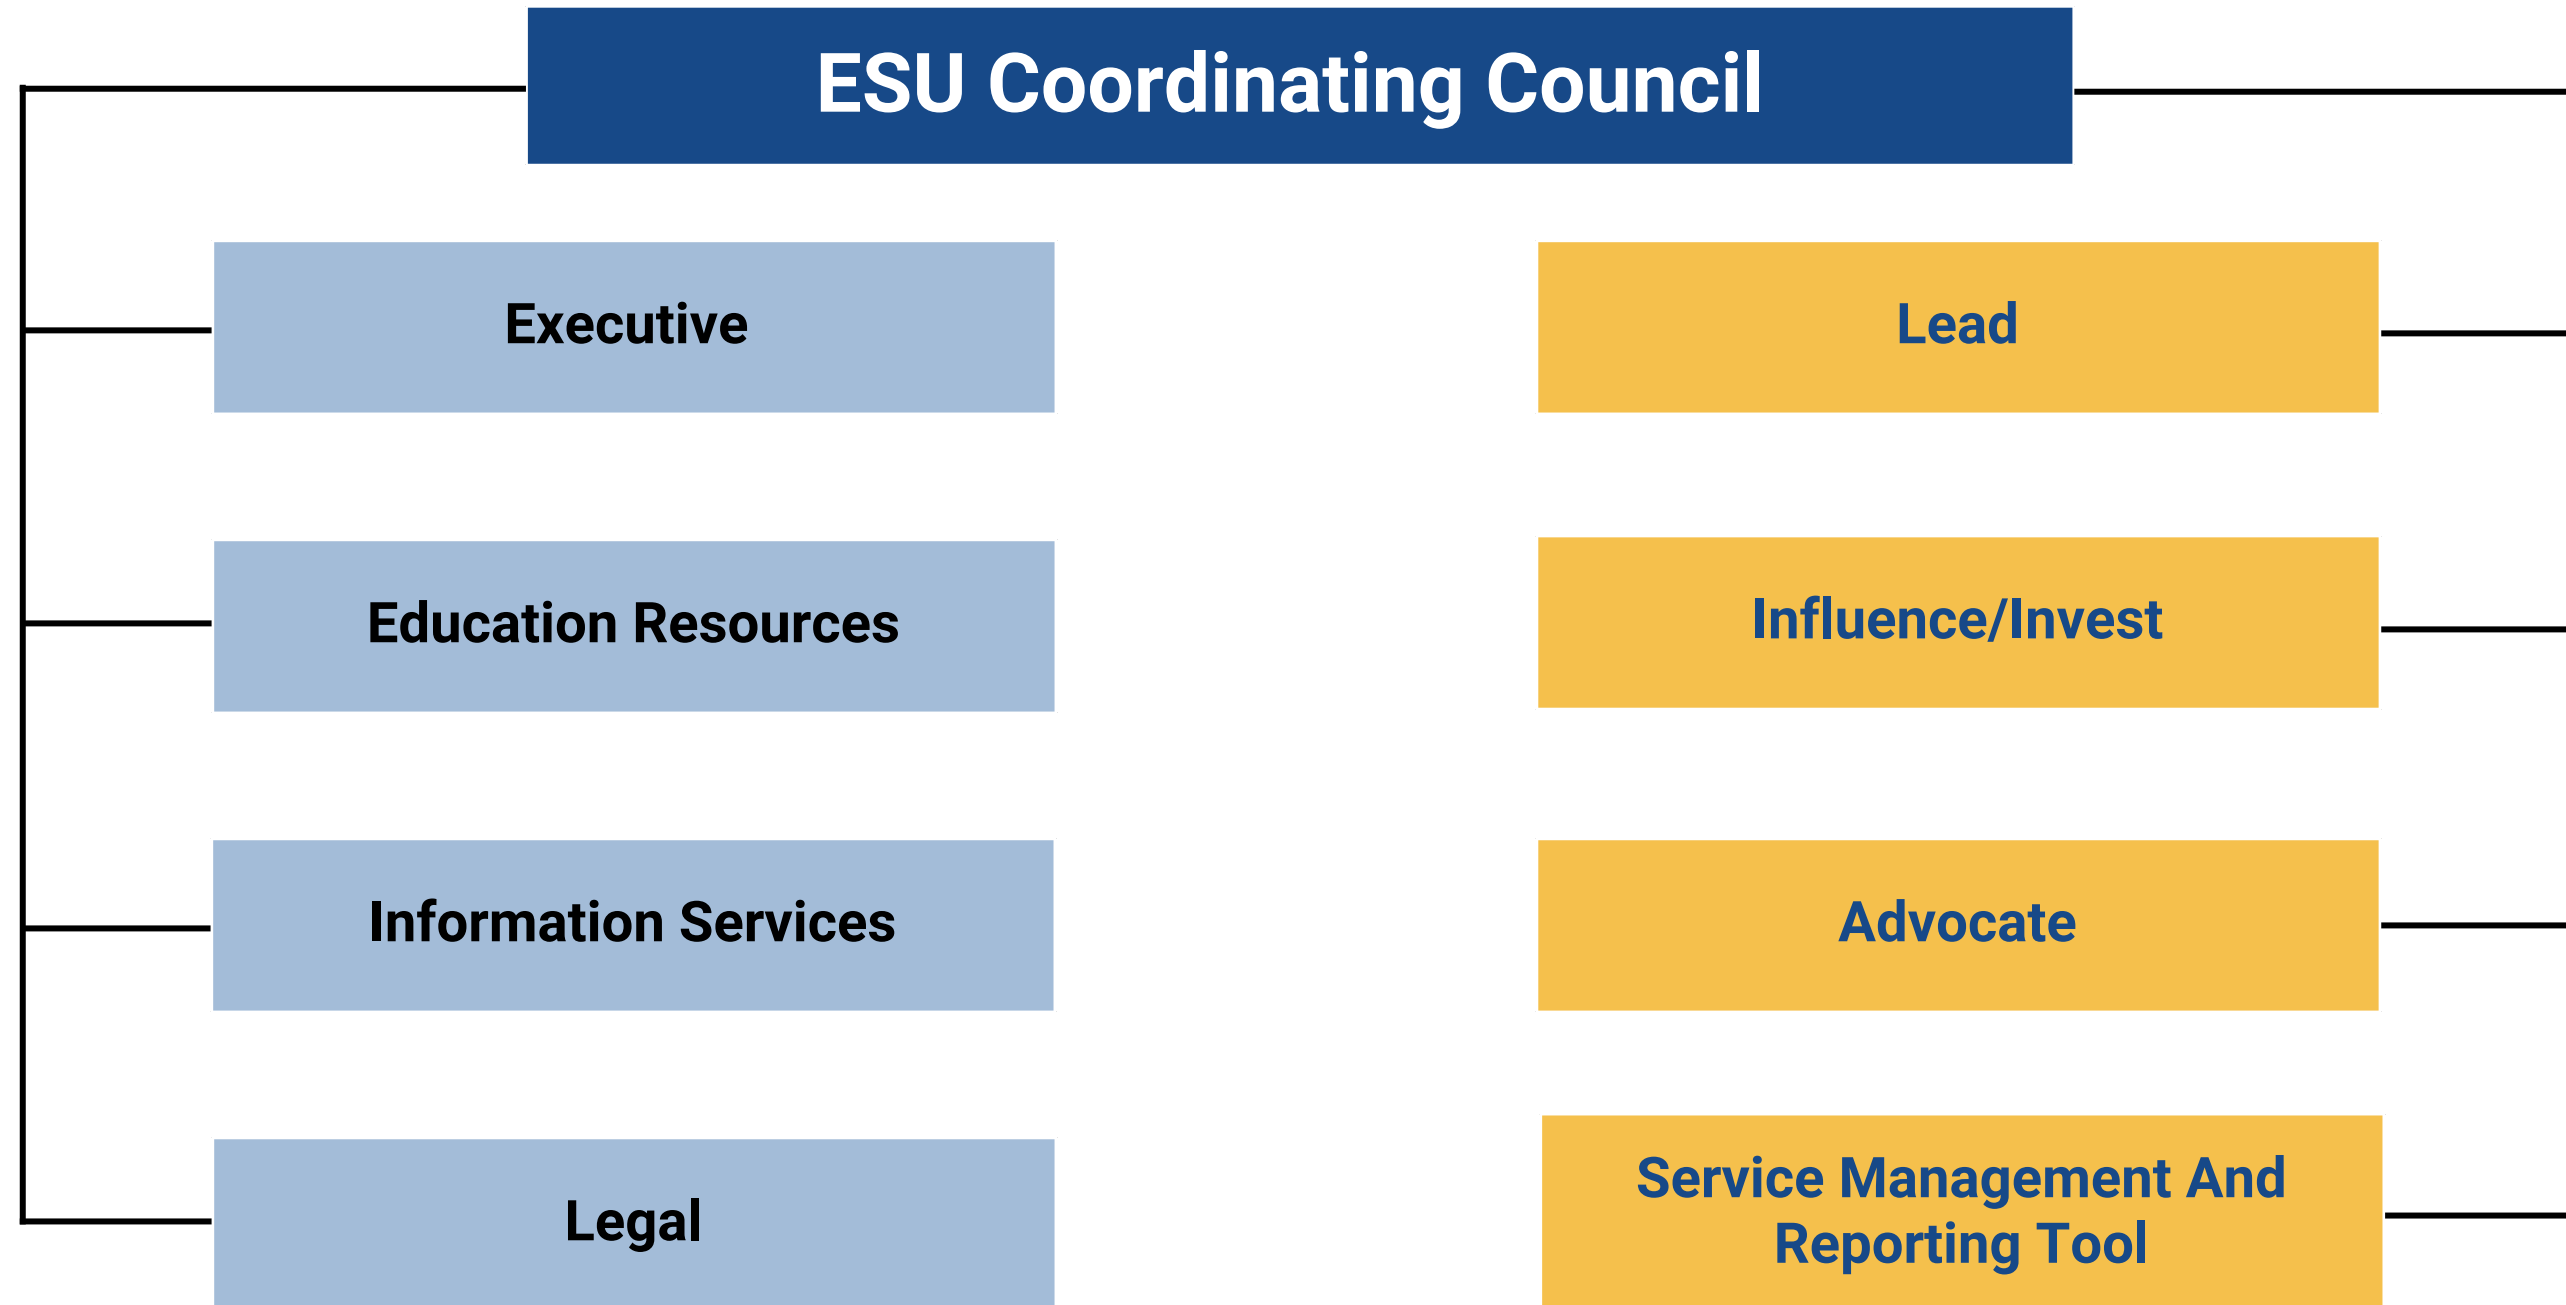 ESU Coordinating Council
Executive
Lead
Education Resources
Influence/Invest
Information Services
Advocate
Legal
Service Management And
Reporting Tool